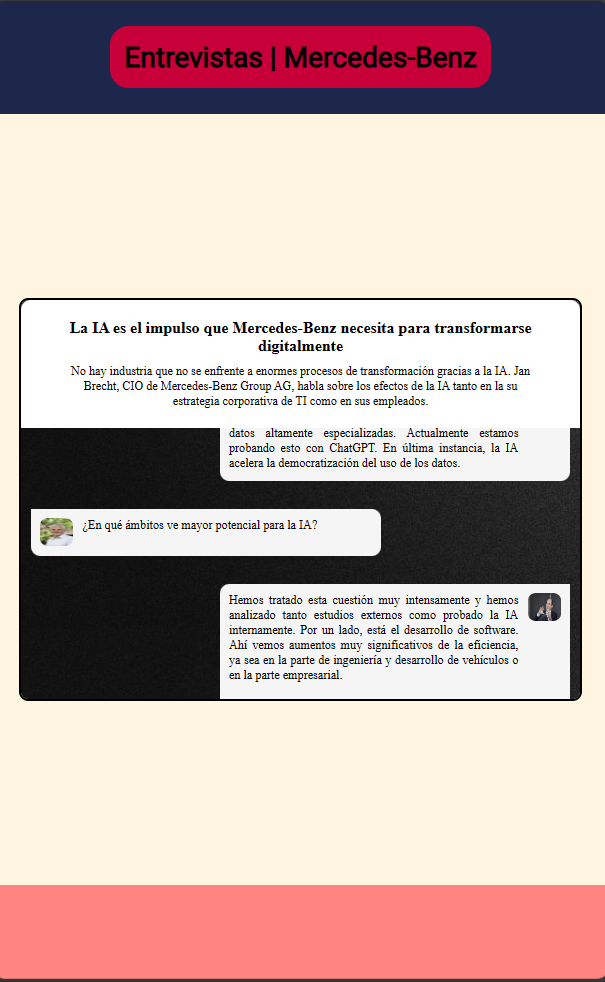 Entrevistas | Mercedes-Benz
La IA es el impulso que Mercedes-Benz necesita para transformarse
digitalmente
No hay industria que no se enfrente a enormes procesos de transformación gracias a la IA. Jan
Brecht, CIO de Mercedes-Benz Group AG, habla sobre los efectos de la IA tanto en la su
estrategia corporativa de TI como en sus empleados.
datos altamente especializadas. Actualmente estamos
probando esto con ChatGPT. En última instancia, la IA
acelera la democratización del uso de los datos.
¿En qué ámbitos ve mayor potencial para la IA?
Hemos tratado esta cuestión muy intensamente y hemos
analizado tanto estudios externos como probado la IA
internamente. Por un lado, está el desarrollo de software.
Ahí vemos aumentos muy significativos de la eficiencia,
ya sea en la parte de ingeniería y desarrollo de vehículos o
en la parte empresarial.